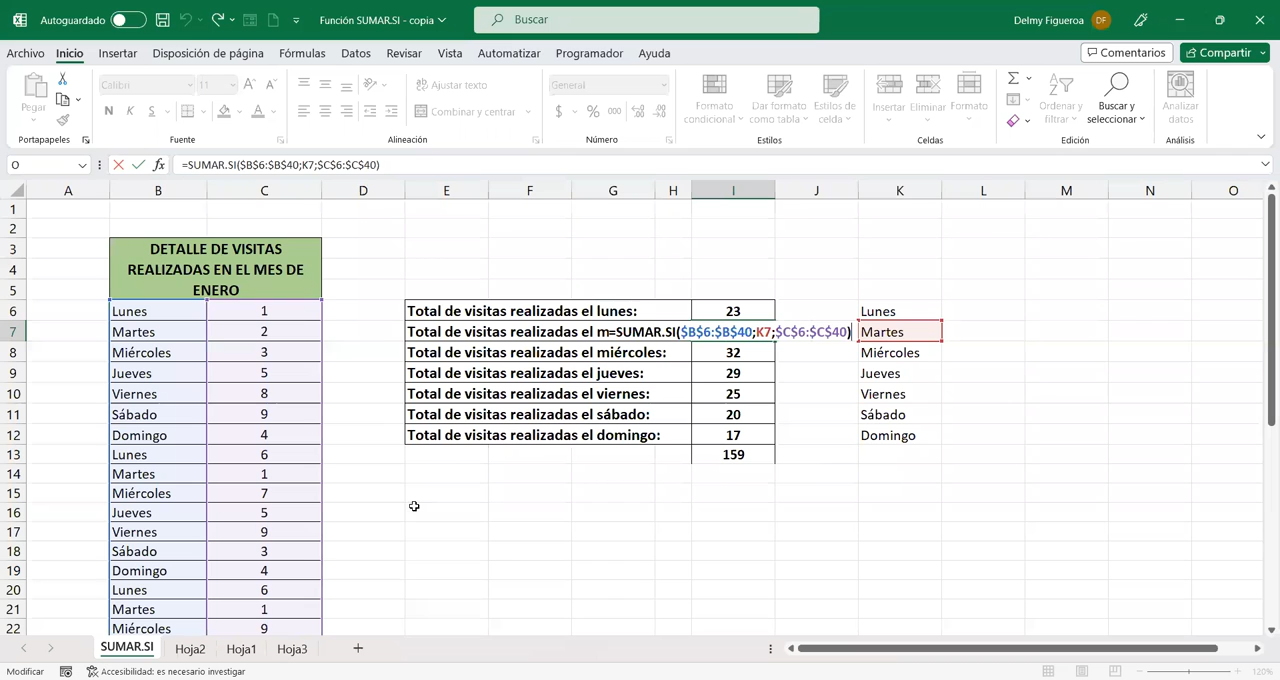 Autoguardado
Función SUMAR.SI - copia
Buscar
Delmy Figueroa
DF
Archivo Inicio Insertar Disposición de página Fórmulas Datos Revisar Vista Automatizar Programador Ayuda
Comentarios
Compartir
Pegar
Portapapeles
Calibri
11
N K S
Fuente
Ajustar texto
Combinar y centrar
Alineación
General
$ % 000
Número
Formato condicional
Dar formato como tabla
Estilos de celda
Estilos
Insertar
Eliminar
Formato
Celdas
Ordenar y filtrar
Buscar y seleccionar
Edición
Analizar datos
Análisis
O
fx
=SUMAR.SI($B$6:$B$40;K7;$C$6:$C$40)
A B C D E F G H I J K L M N O
1
2
3 DETALLE DE VISITAS
4 REALIZADAS EN EL MES DE
5 ENERO
6 Lunes 1 Total de visitas realizadas el lunes: 23 Lunes
7 Martes 2 Total de visitas realizadas el m=SUMAR.SI($B$6:$B$40;K7;$C$6:$C$40) Martes
8 Miércoles 3 Total de visitas realizadas el miércoles: 32 Miércoles
9 Jueves 5 Total de visitas realizadas el jueves: 29 Jueves
10 Viernes 8 Total de visitas realizadas el viernes: 25 Viernes
11 Sábado 9 Total de visitas realizadas el sábado: 20 Sábado
12 Domingo 4 Total de visitas realizadas el domingo: 17 Domingo
13 Lunes 6 159
14 Martes 1
15 Miércoles 7
16 Jueves 5
17 Viernes 9
18 Sábado 3
19 Domingo 4
20 Lunes 6
21 Martes 1
22 Miércoles 9
SUMAR.SI Hoja2 Hoja1 Hoja3
Modificar
Accesibilidad: es necesario investigar
120%